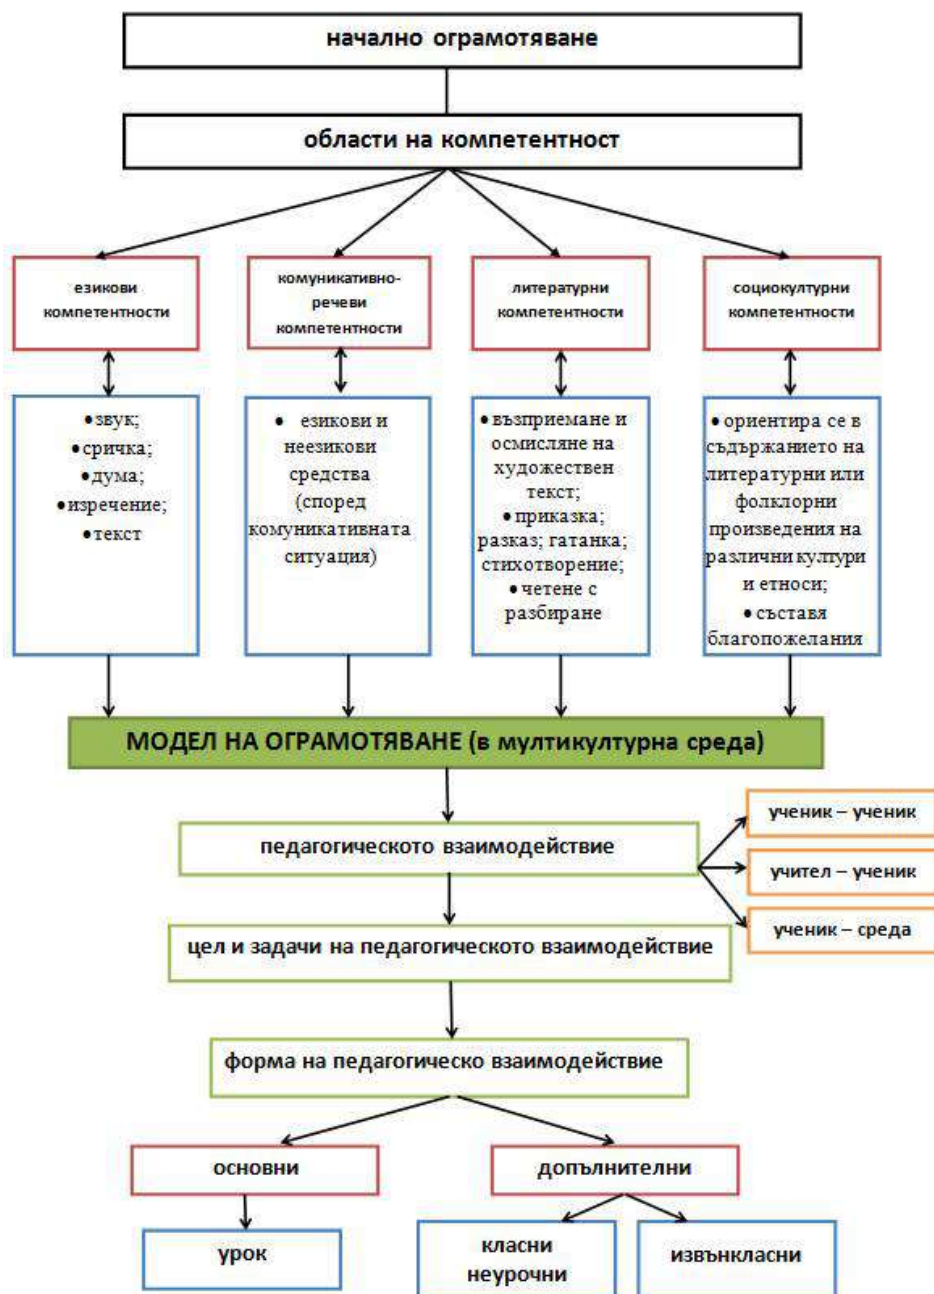 начално ограмотяване
области на компетентност
езикови
компетентности
комуникативно-
речеви
компетентности
литературни
компетентности
социокултурни
компетентности
•звук;
•сричка;
•дума;
•изречение;
•текст
• езикови и
неезикови
средства
(според
комуникативната
ситуация)
•възприемане и
осмисляне на
художествен
текст;
•приказка;
разказ; гатанка;
стихотворение;
•четене с
разбиране
•ориентира се в
съдържанието на
литературни или
фолклорни
произведения на
различни култури
и етноси;
•съставя
благопожелания
МОДЕЛ НА ОГРАМОТЯВАНЕ (в мултикултурна среда)
педагогическото взаимодействие
ученик – ученик
учител – ученик
ученик – среда
цел и задачи на педагогическото взаимодействие
форма на педагогическо взаимодействие
основни
допълнителни
урок
класни
неурочни
извънкласни